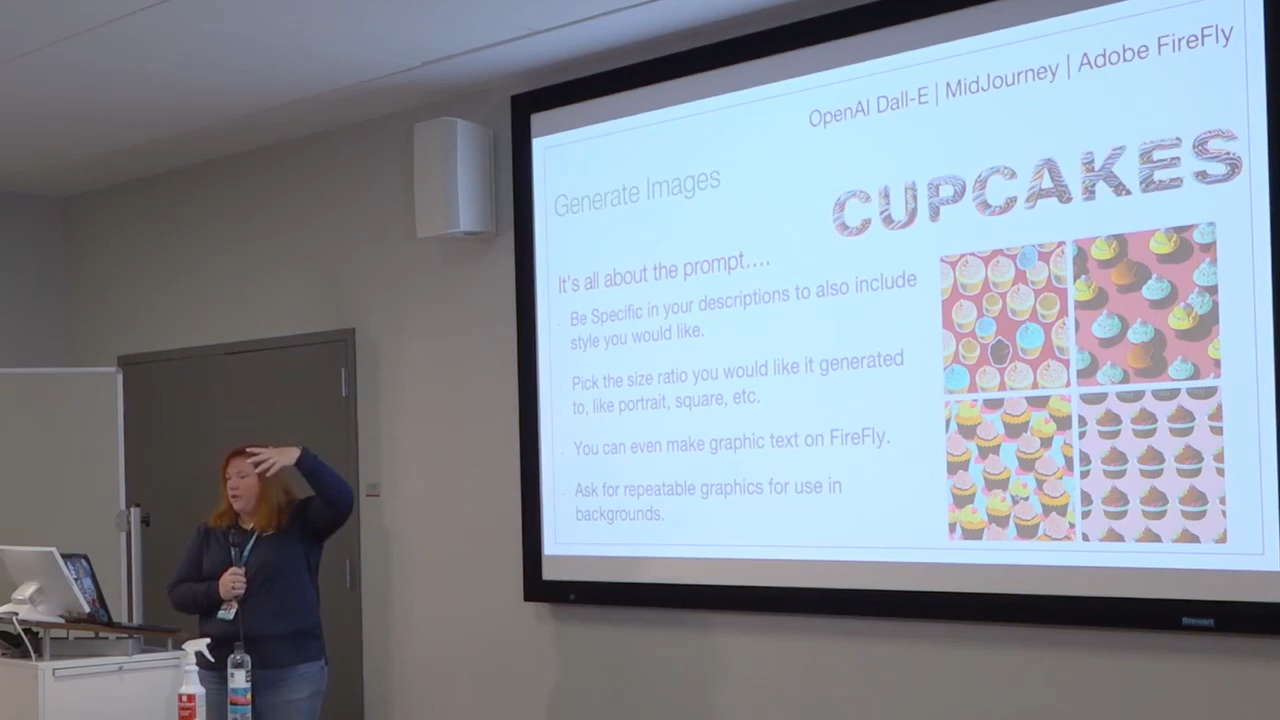 OpenAI Dall-E | MidJourney | Adobe FireFly
Generate Images
CUPCAKES
It's all about the prompt....
Be Specific in your descriptions to also include
style you would like.
Pick the size ratio you would like it generated
to, like portrait, square, etc.
You can even make graphic text on FireFly.
Ask for repeatable graphics for use in
backgrounds.
Stewart